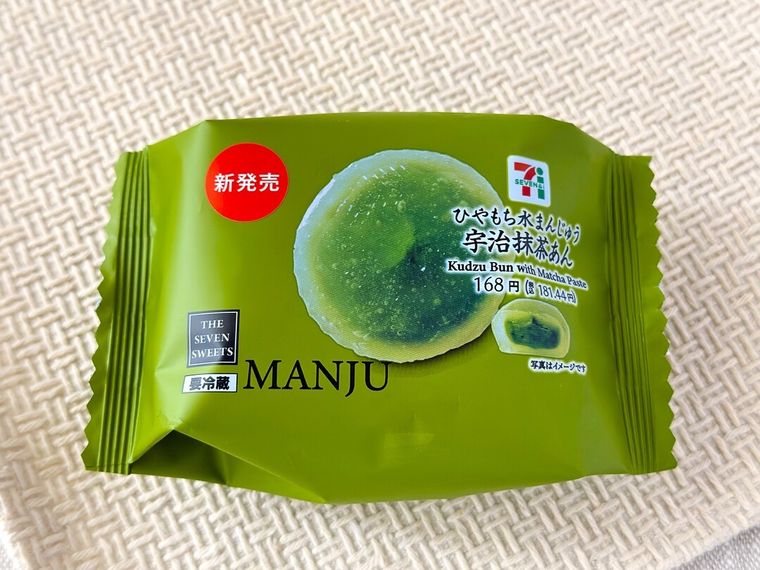 新発売
SEVEN&i
ひやもち水まんじゅう
宇治抹茶あん
Kudzu Bun with Matcha Paste
168円(税込181.44円)
THE
SEVEN
SWEETS
要冷蔵
MANJU
写真はイメージです